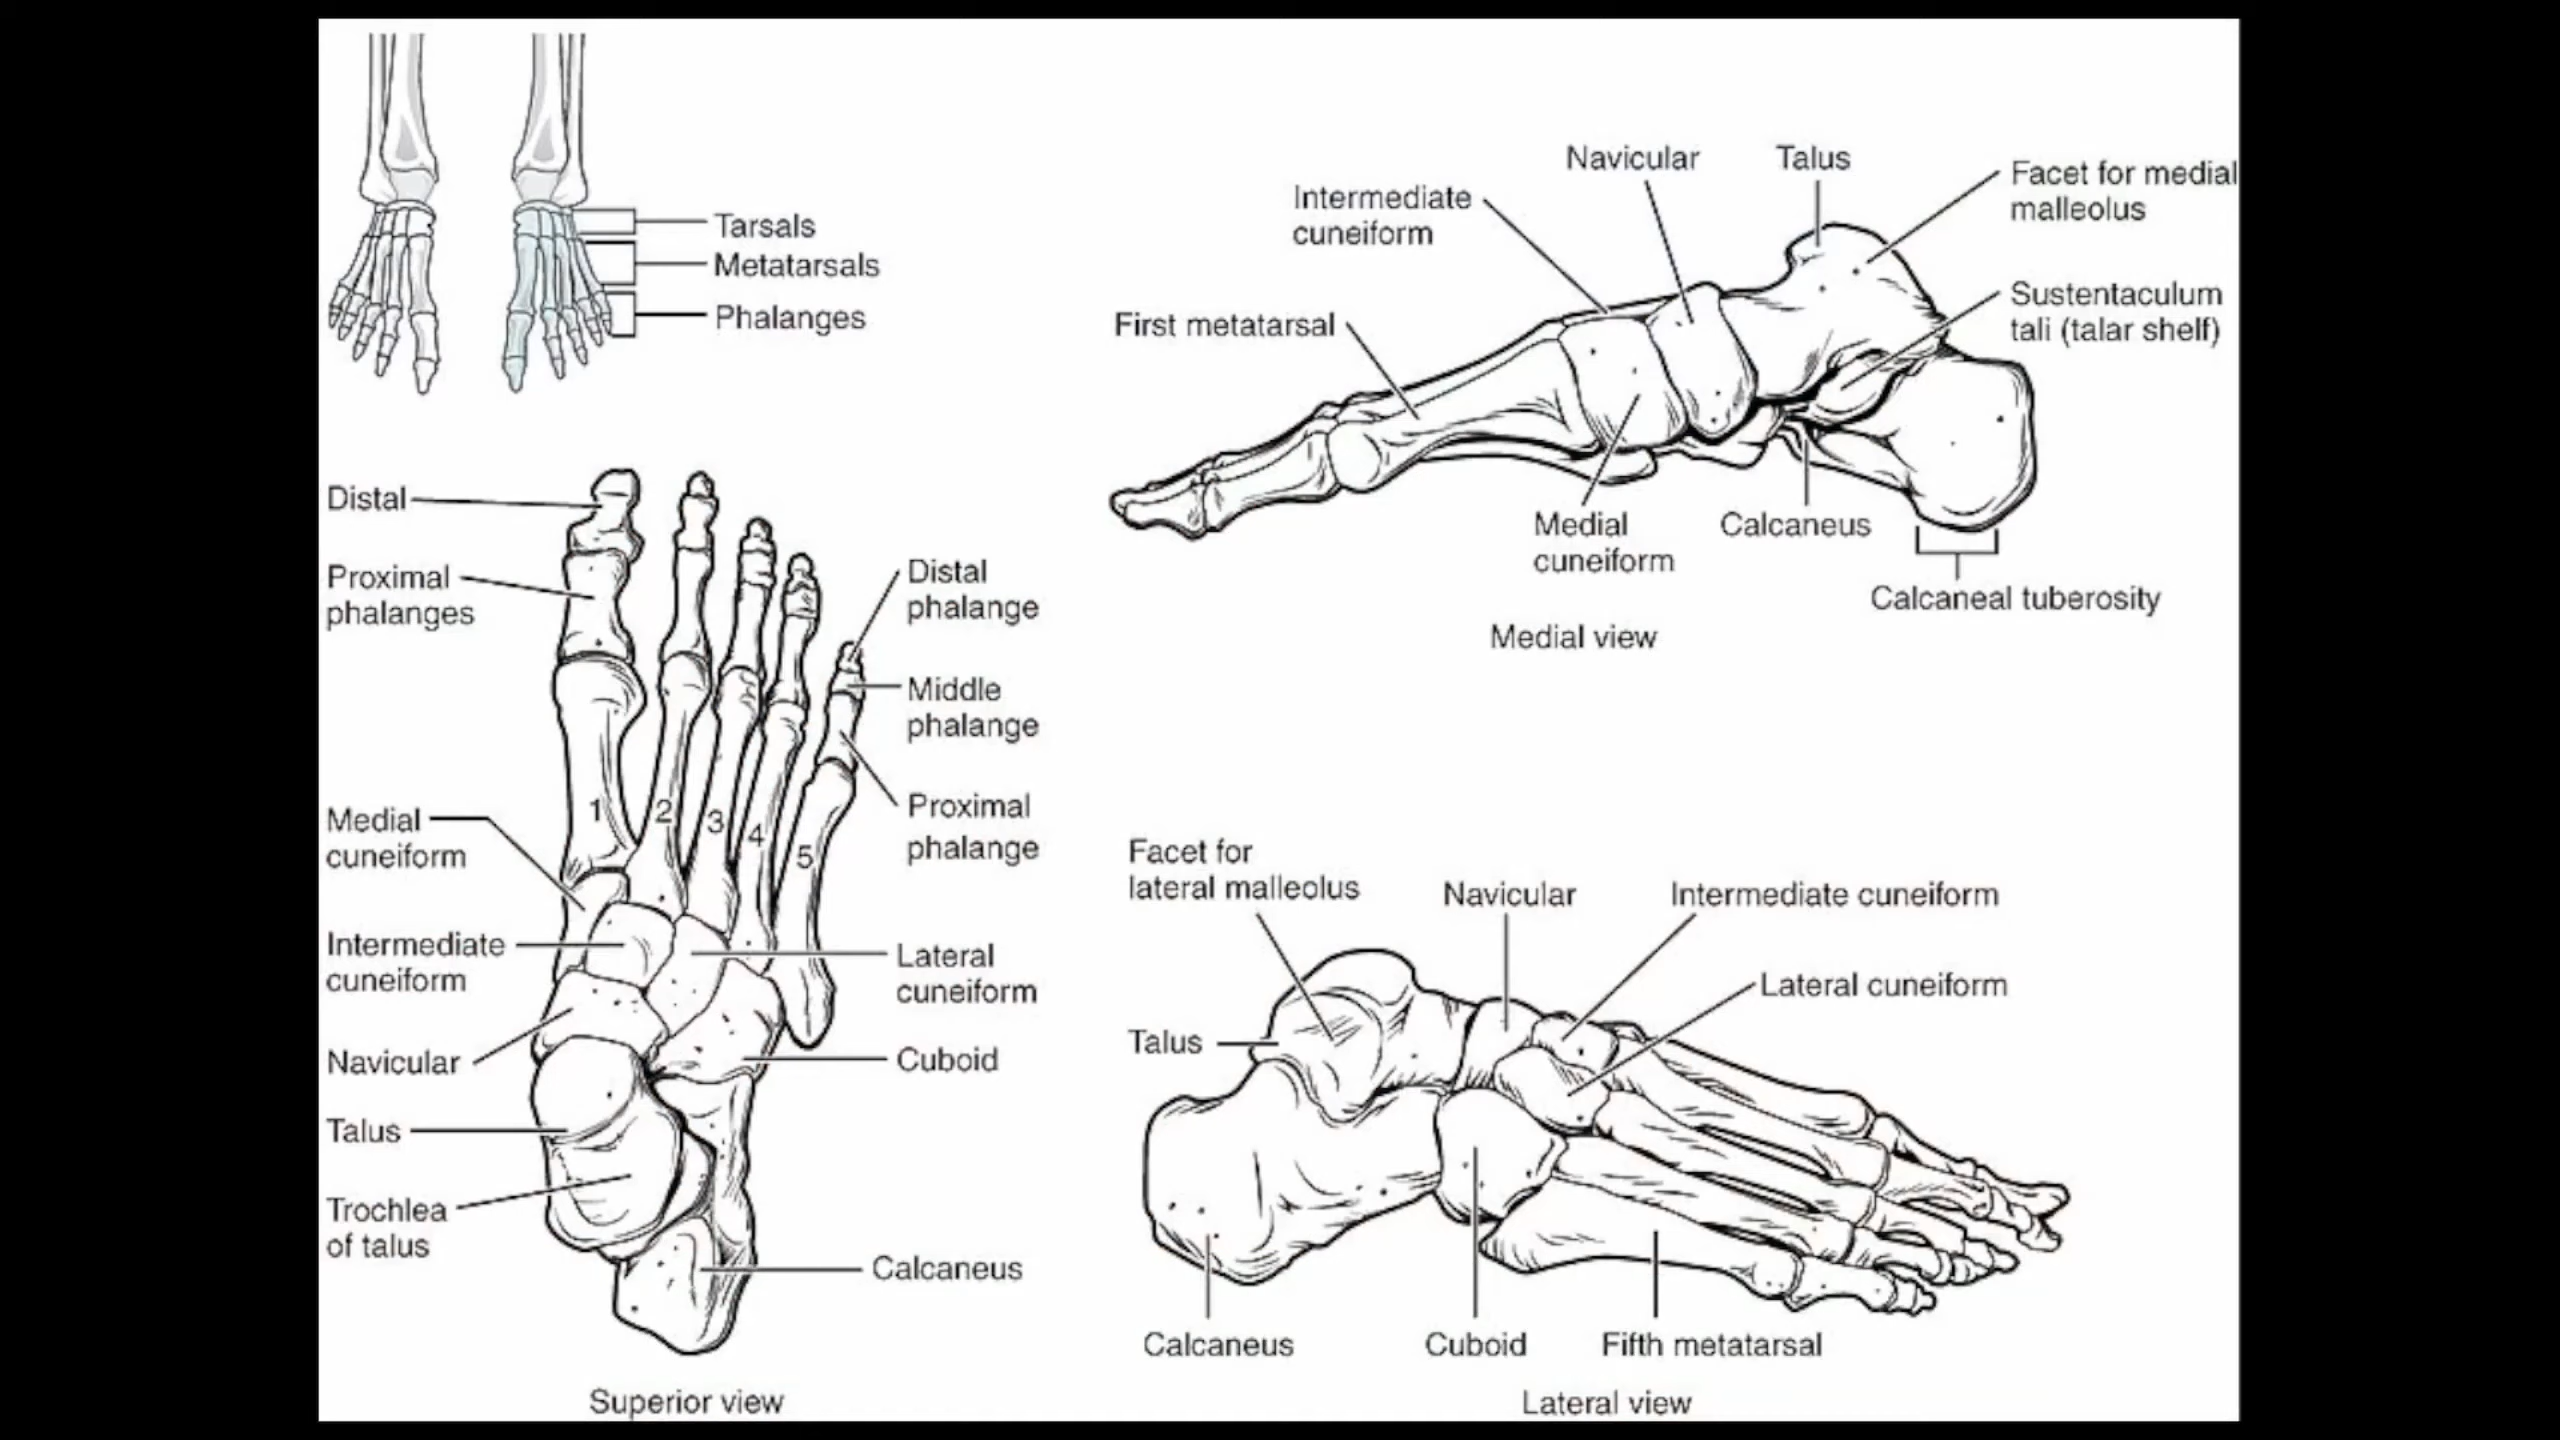 Tarsals
Metatarsals
Phalanges
Distal
Proximal
phalanges
Distal
phalange
Middle
phalange
Proximal
phalange
1
2
3
4
5
Medial
cuneiform
Intermediate
cuneiform
Lateral
cuneiform
Navicular
Cuboid
Talus
Trochlea
of talus
Calcaneus
Superior view
Navicular
Talus
Facet for medial
malleolus
Intermediate
cuneiform
Sustentaculum
tali (talar shelf)
First metatarsal
Medial
cuneiform
Calcaneus
Calcaneal tuberosity
Medial view
Facet for
lateral malleolus
Navicular
Intermediate cuneiform
Lateral cuneiform
Talus
Calcaneus
Cuboid
Fifth metatarsal
Lateral view